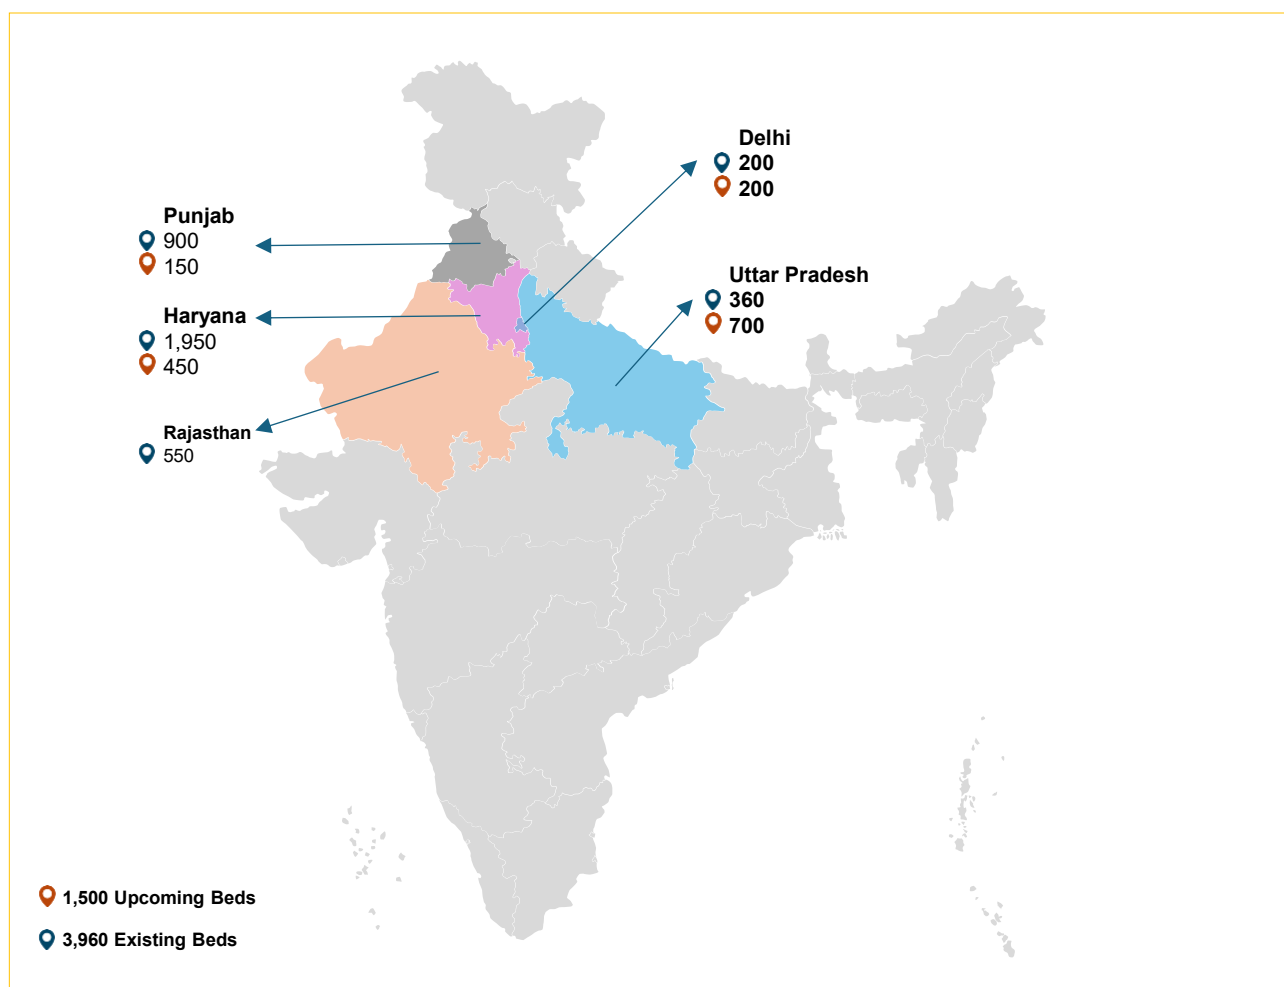 Delhi
200
200
Punjab
900
150
Uttar Pradesh
360
700
Haryana
1,950
450
Rajasthan
550
1,500 Upcoming Beds
3,960 Existing Beds